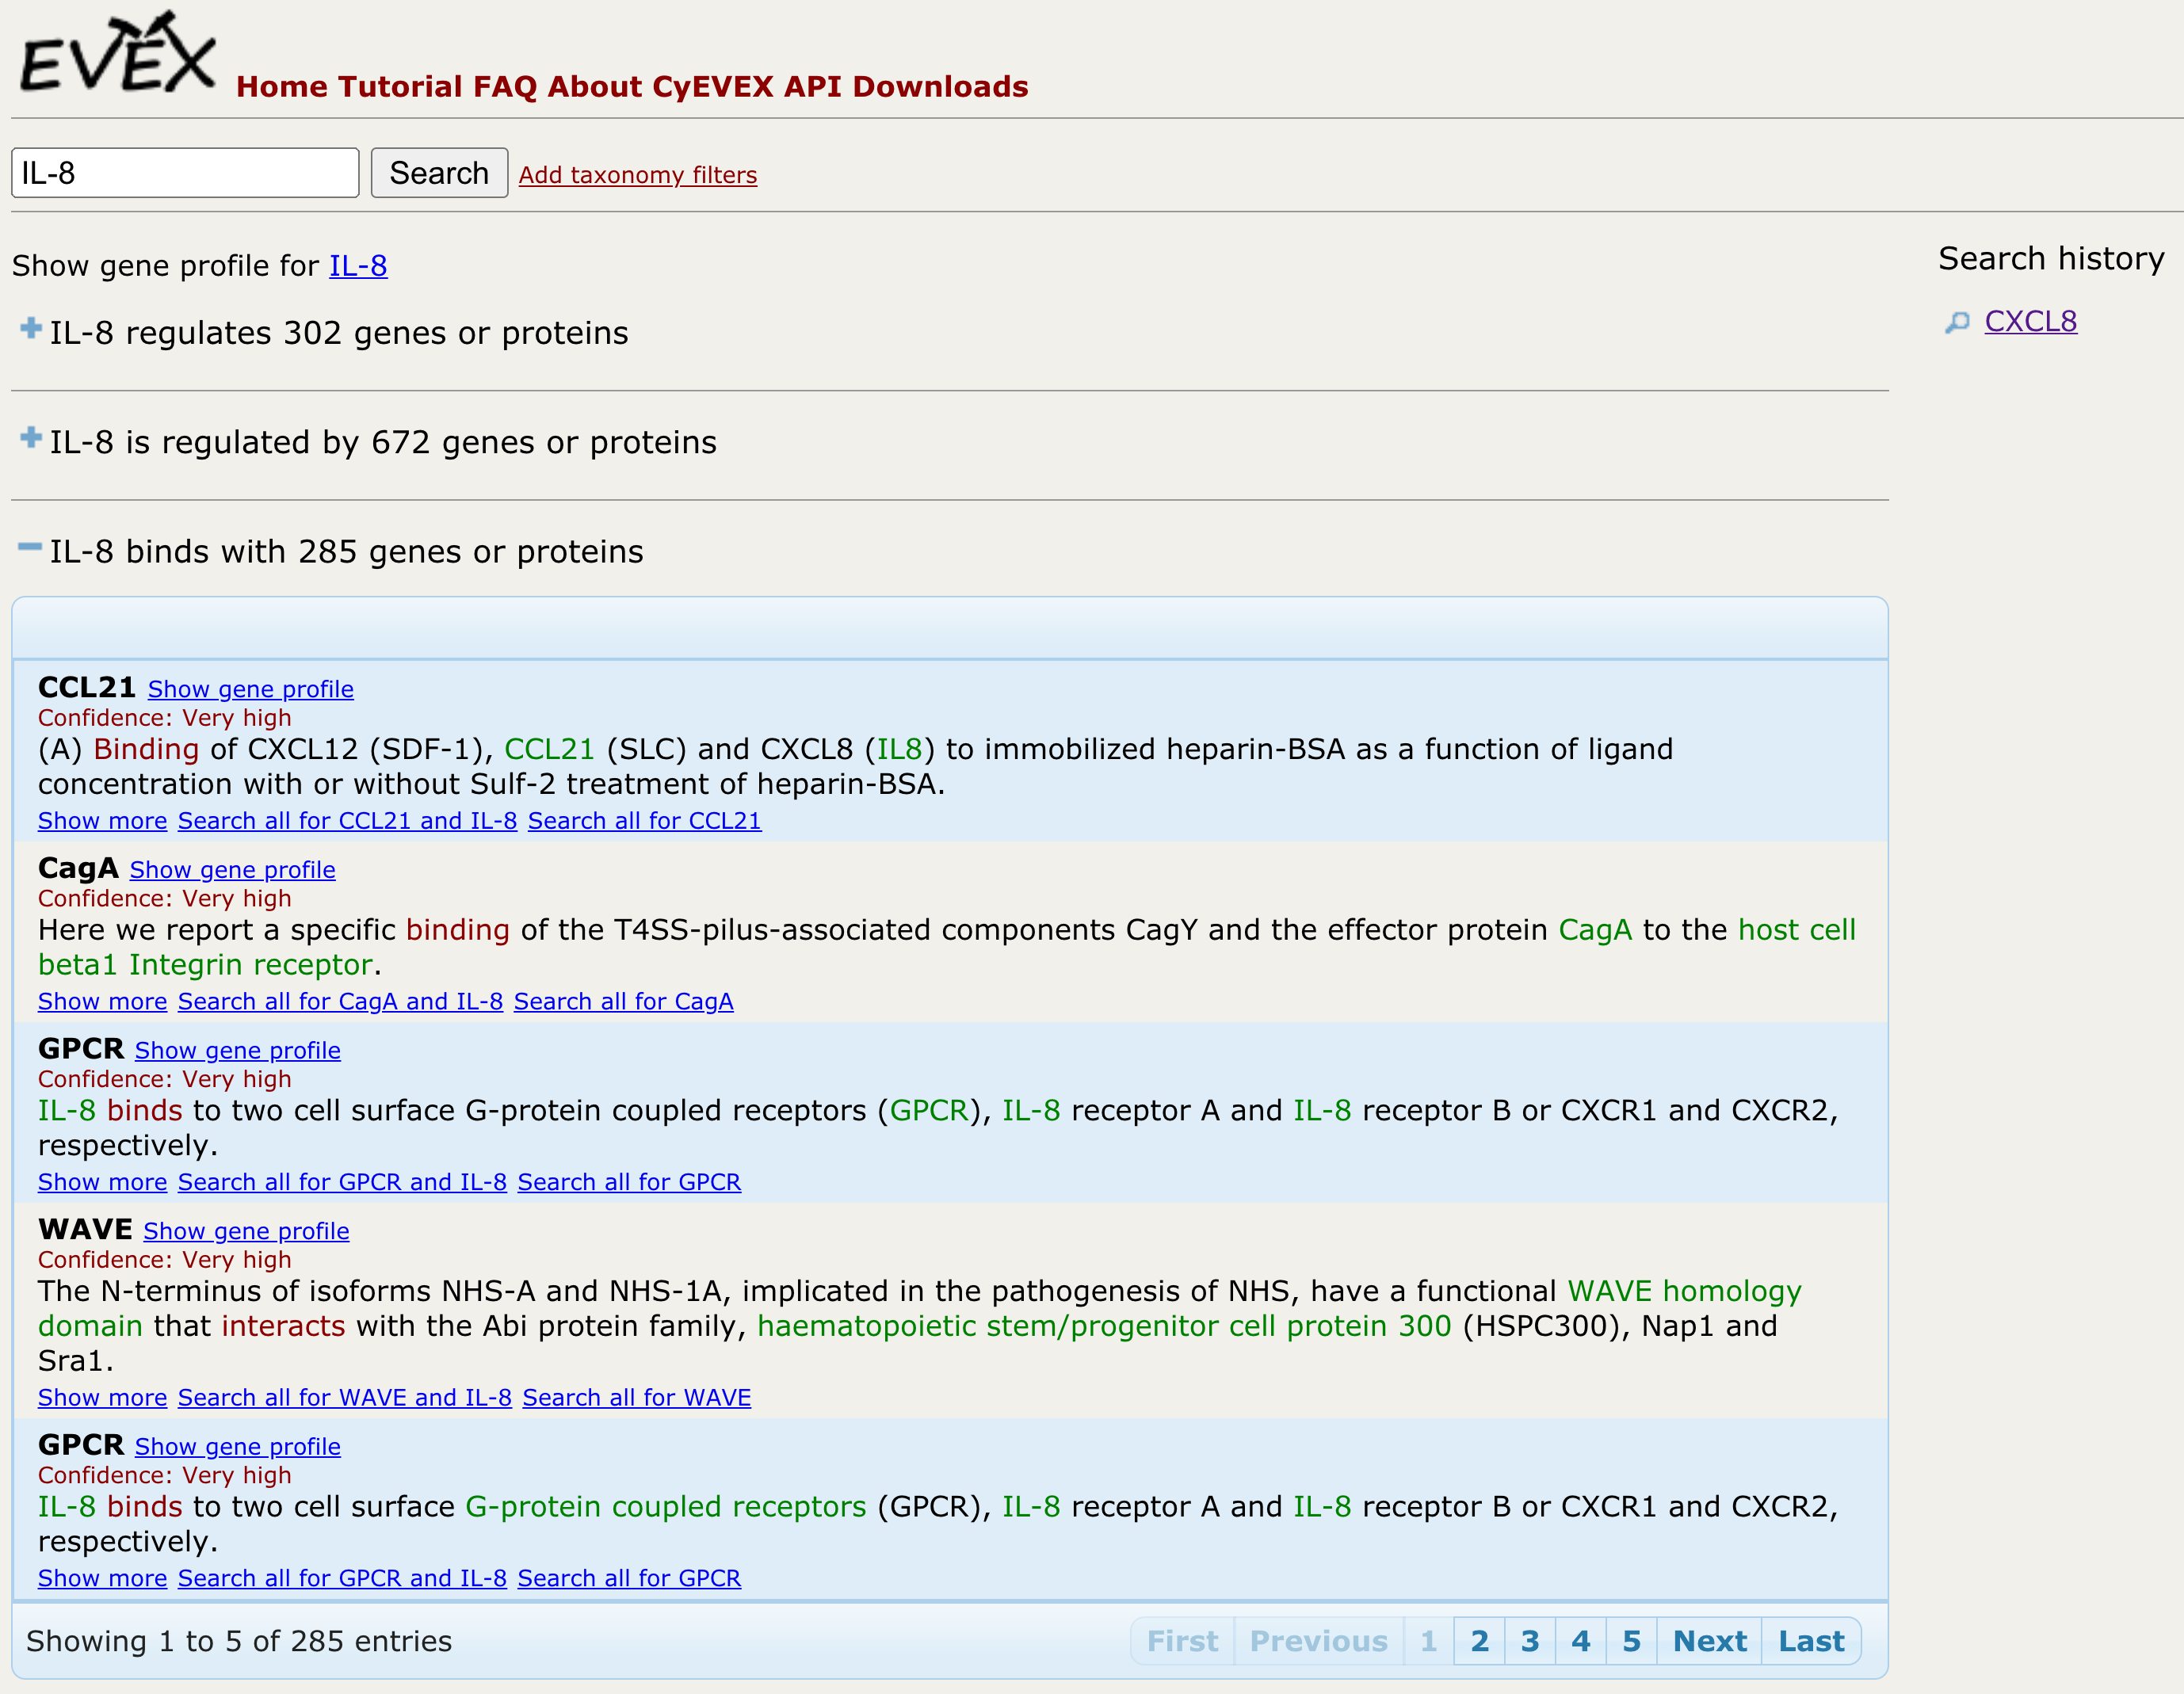 EVEX
Home Tutorial FAQ About CyEVEX API Downloads
IL-8 Search Add taxonomy filters
Show gene profile for IL-8
Search history
CXCL8
IL-8 regulates 302 genes or proteins
IL-8 is regulated by 672 genes or proteins
IL-8 binds with 285 genes or proteins
CCL21 Show gene profile
Confidence: Very high
(A) Binding of CXCL12 (SDF-1), CCL21 (SLC) and CXCL8 (IL8) to immobilized heparin-BSA as a function of ligand
concentration with or without Sulf-2 treatment of heparin-BSA.
Show more Search all for CCL21 and IL-8 Search all for CCL21
CagA Show gene profile
Confidence: Very high
Here we report a specific binding of the T4SS-pilus-associated components CagY and the effector protein CagA to the host cell
beta1 Integrin receptor.
Show more Search all for CagA and IL-8 Search all for CagA
GPCR Show gene profile
Confidence: Very high
IL-8 binds to two cell surface G-protein coupled receptors (GPCR), IL-8 receptor A and IL-8 receptor B or CXCR1 and CXCR2,
respectively.
Show more Search all for GPCR and IL-8 Search all for GPCR
WAVE Show gene profile
Confidence: Very high
The N-terminus of isoforms NHS-A and NHS-1A, implicated in the pathogenesis of NHS, have a functional WAVE homology
domain that interacts with the Abi protein family, haematopoietic stem/progenitor cell protein 300 (HSPC300), Nap1 and
Sra1.
Show more Search all for WAVE and IL-8 Search all for WAVE
GPCR Show gene profile
Confidence: Very high
IL-8 binds to two cell surface G-protein coupled receptors (GPCR), IL-8 receptor A and IL-8 receptor B or CXCR1 and CXCR2,
respectively.
Show more Search all for GPCR and IL-8 Search all for GPCR
Showing 1 to 5 of 285 entries First Previous 1 2 3 4 5 Next Last